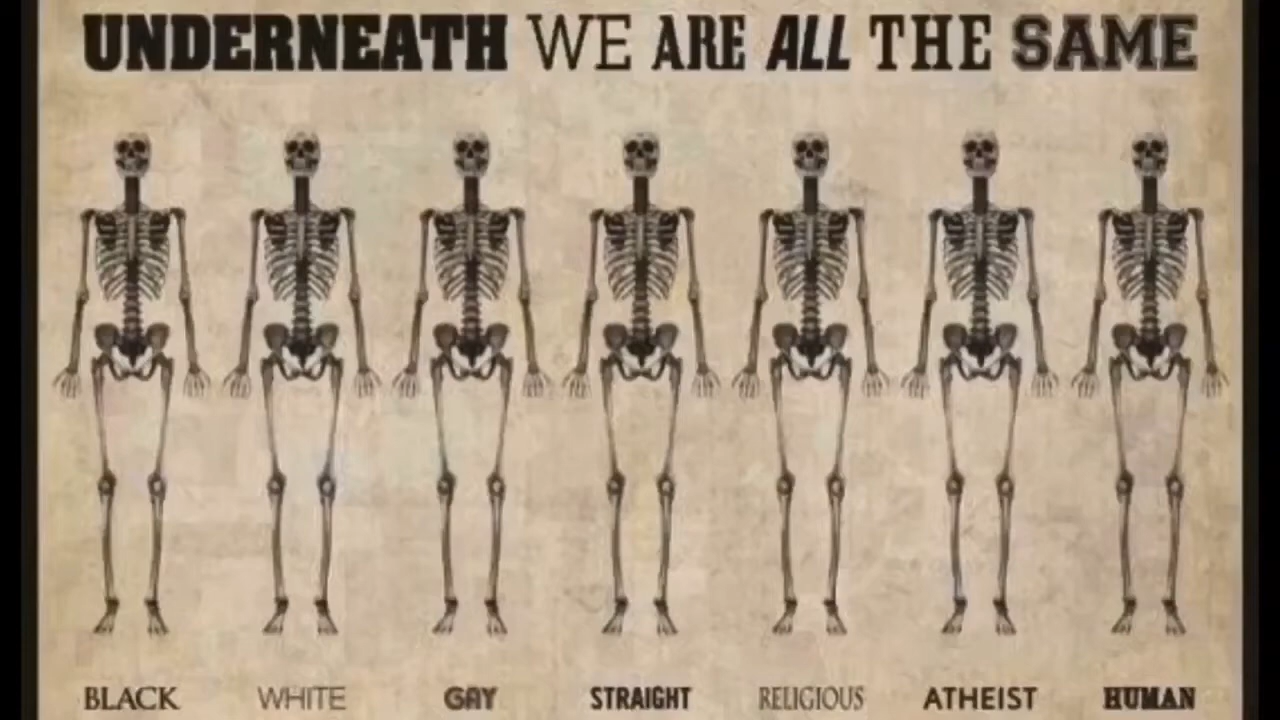 UNDERNEATH WE ARE ALL THE SAME
BLACK WHITE GAY STRAIGHT RELIGIOUS ATHEIST HUMAN